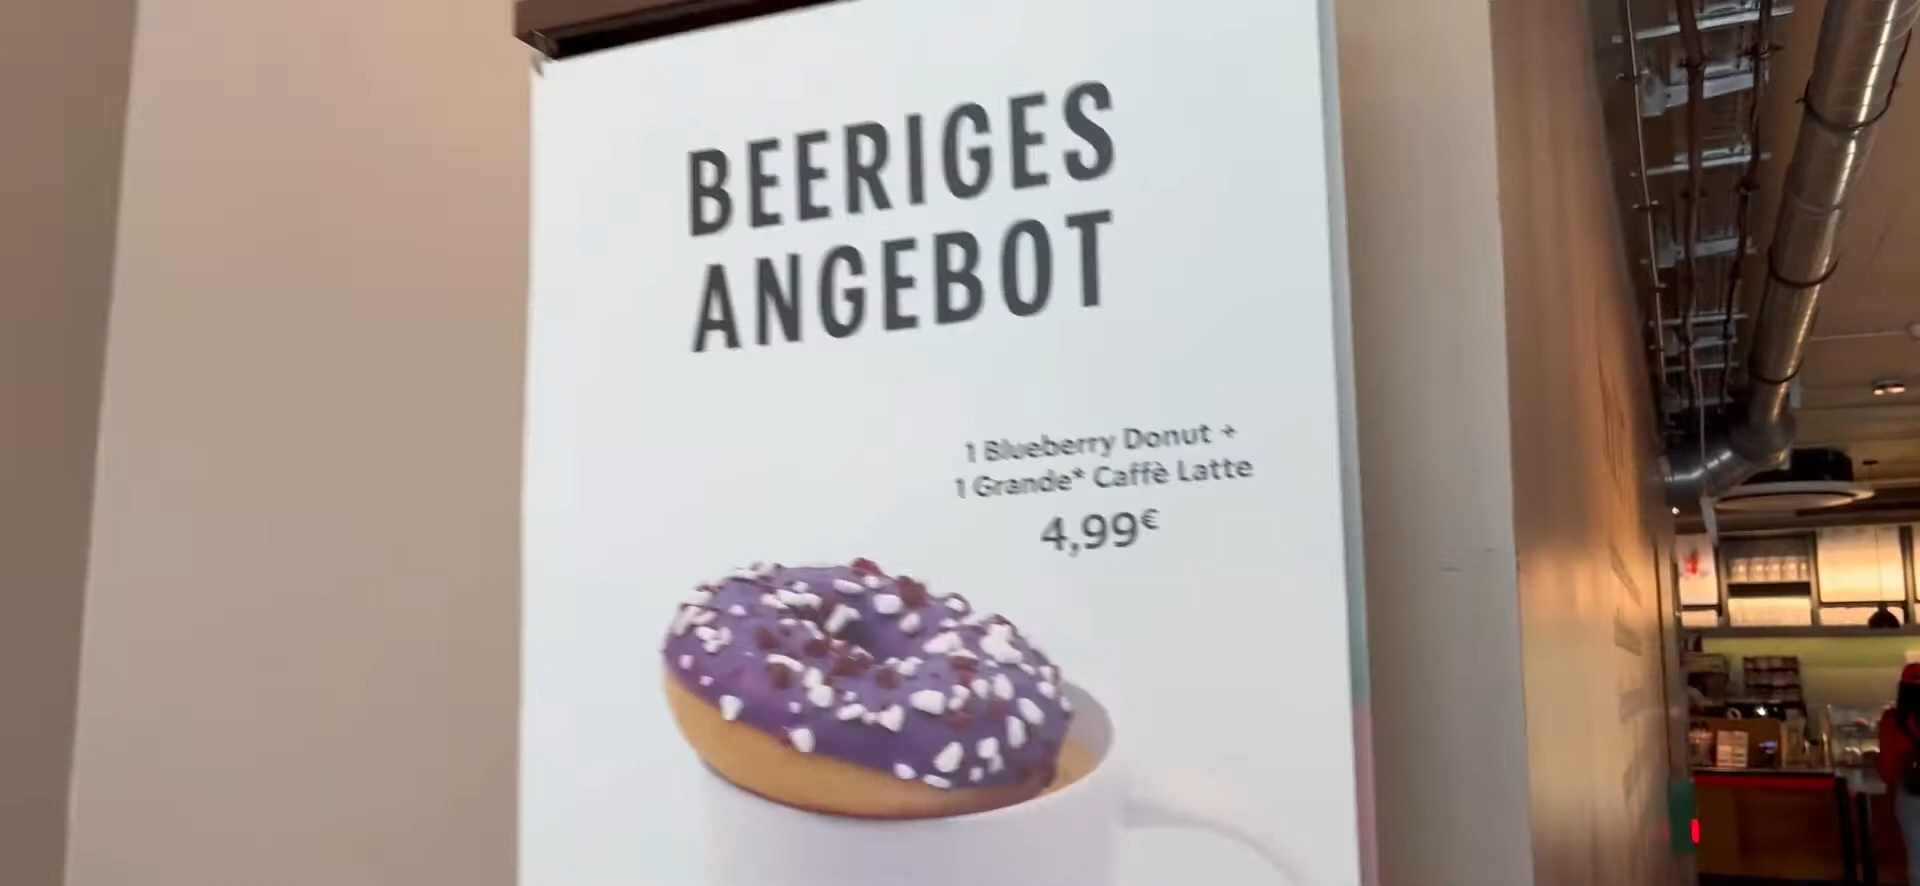 BEERIGES
ANGEBOT
1 Blueberry Donut +
1 Grande* Caffè Latte
4,99€